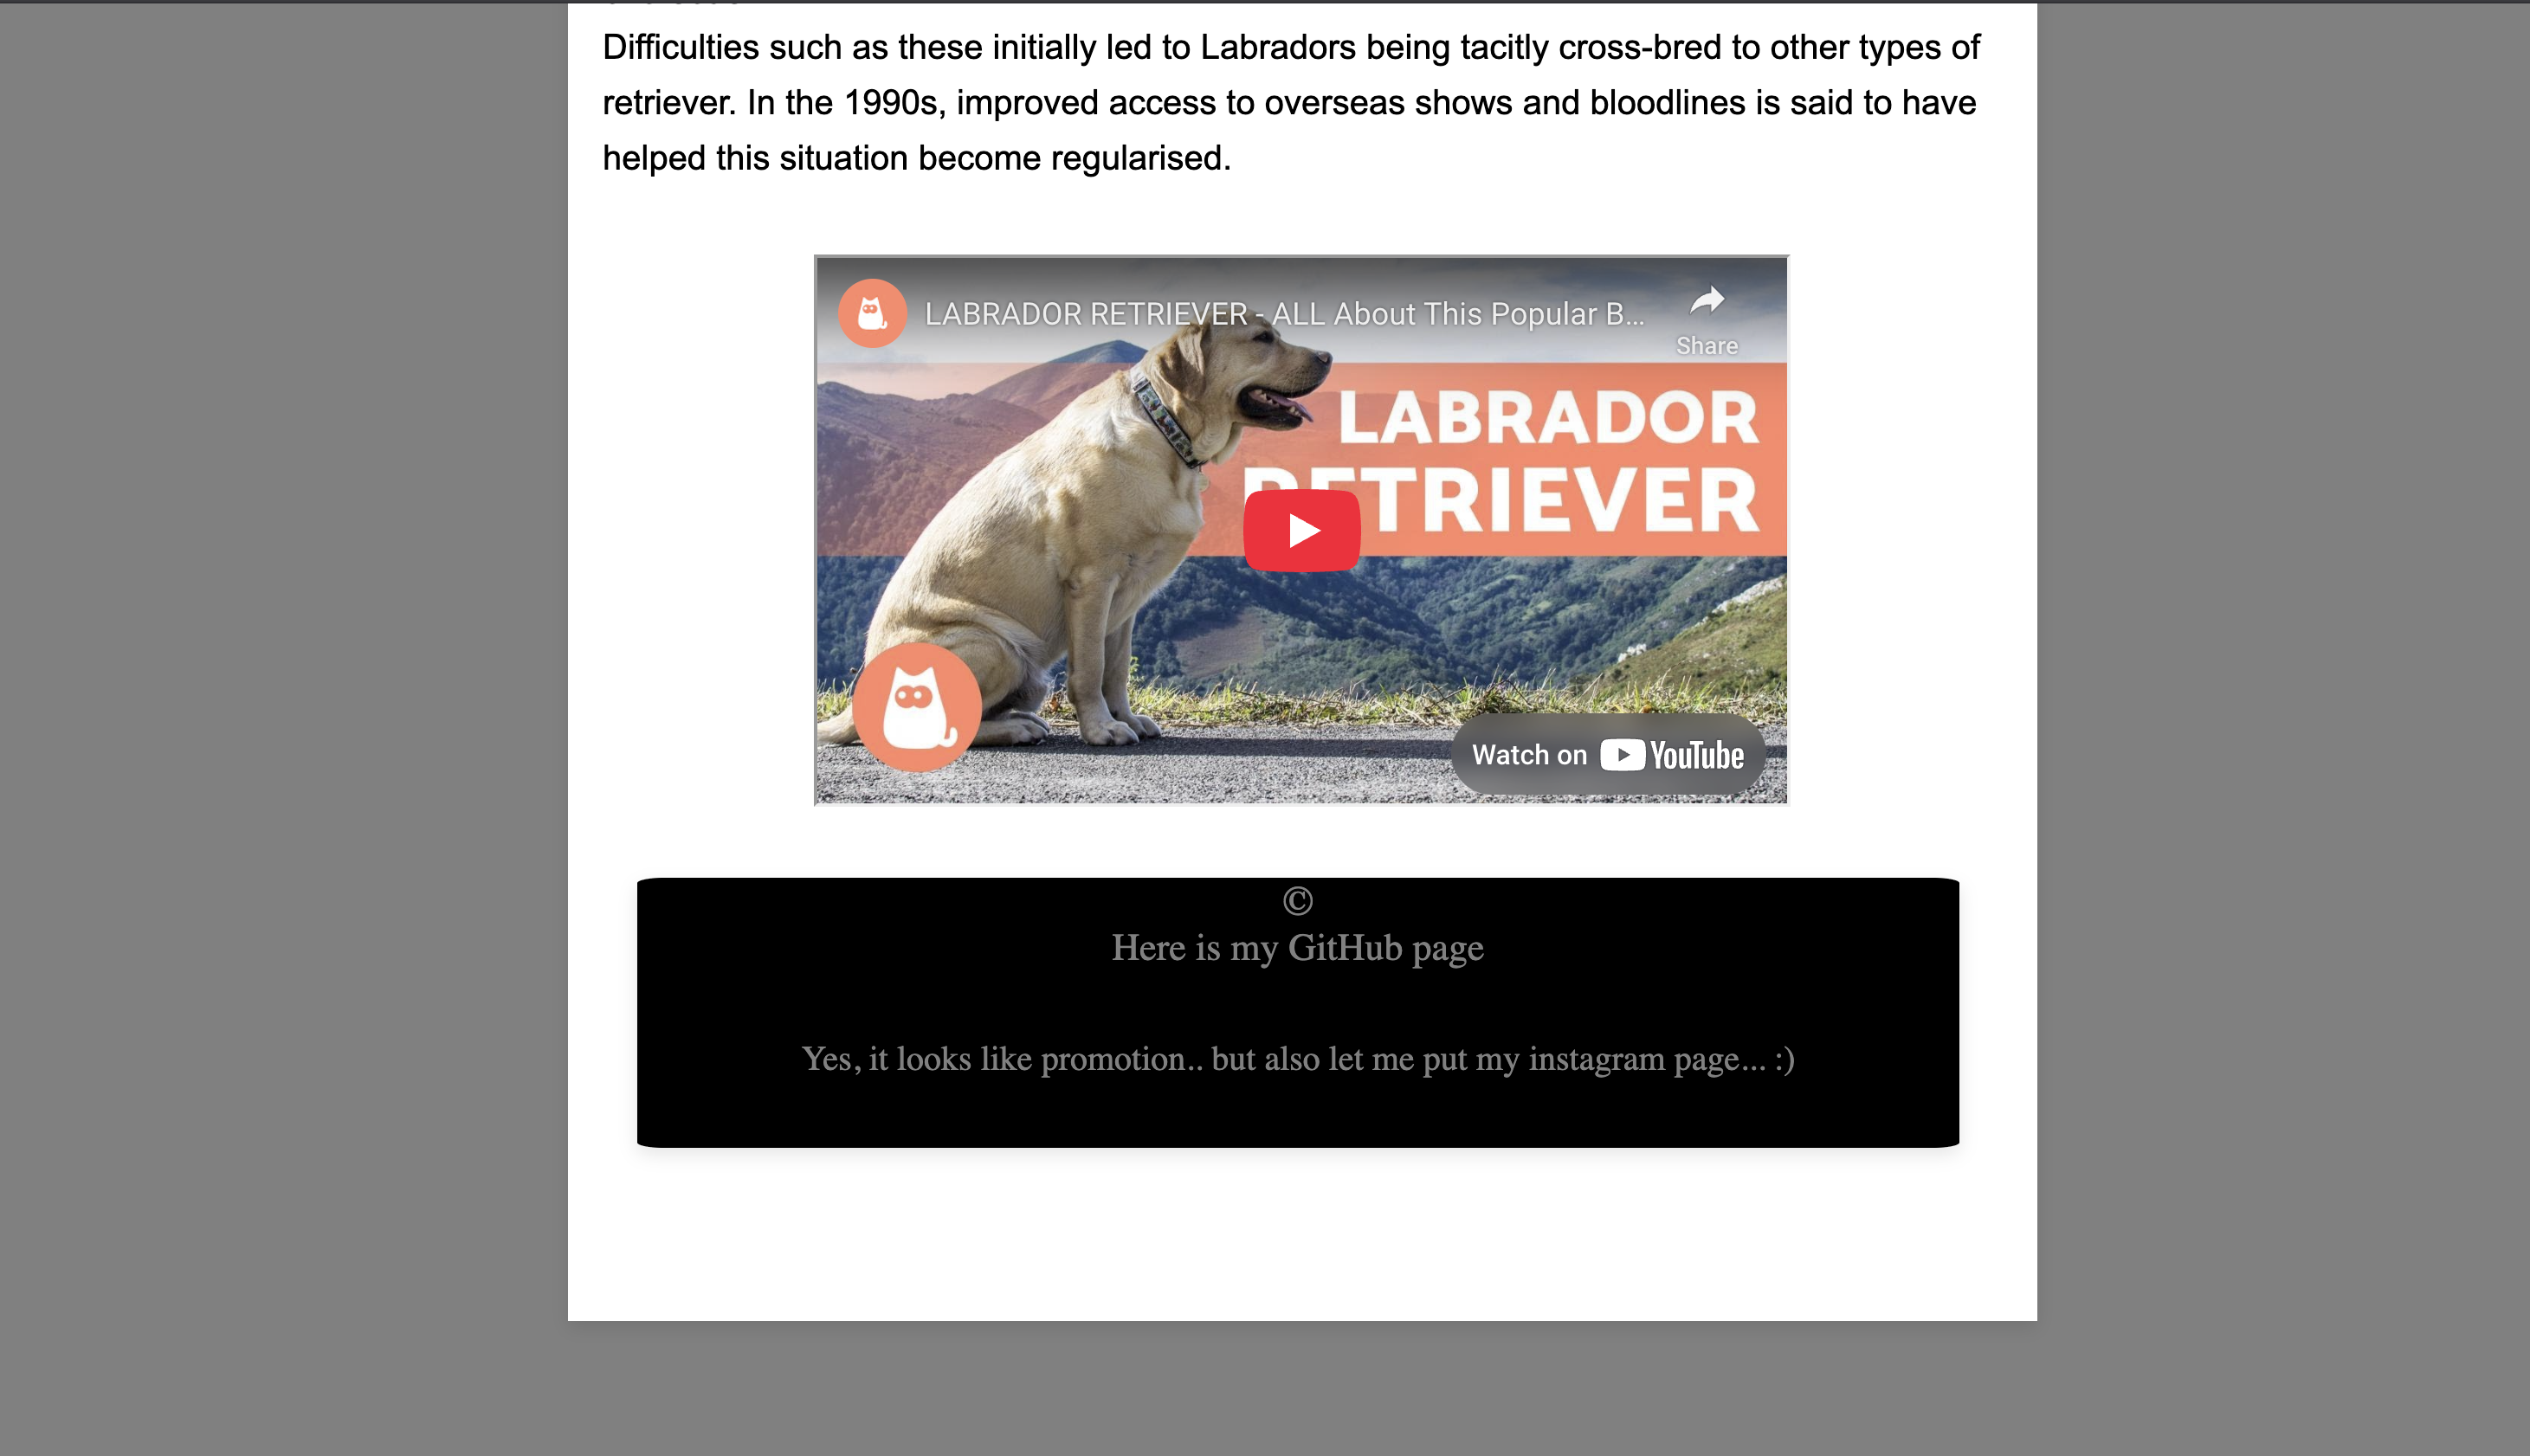 Difficulties such as these initially led to Labradors being tacitly cross-bred to other types of
retriever. In the 1990s, improved access to overseas shows and bloodlines is said to have
helped this situation become regularised.
LABRADOR RETRIEVER - ALL About This Popular B...
Share
LABRADOR
RETRIEVER
Watch on YouTube
©
Here is my GitHub page
Yes, it looks like promotion.. but also let me put my instagram page... :)